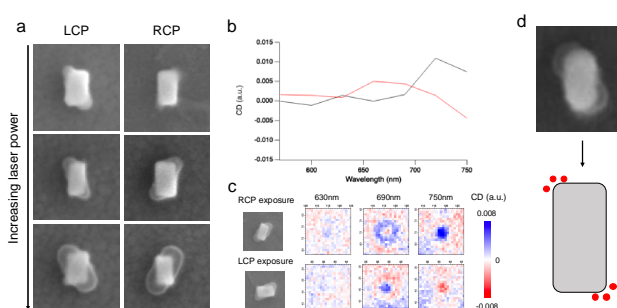 a
LCP
RCP
Increasing laser power
b
CD (a.u.)
0.015
0.010
0.005
0.000
-0.005
-0.010
-0.015
600
650
700
750
Wavelength (nm)
c
RCP exposure
630nm
690nm
750nm
CD (a.u.)
0.008
0
-0.008
LCP exposure
d